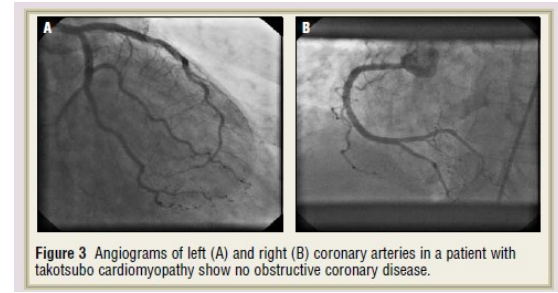 A
B
Figure 3 Angiograms of left (A) and right (B) coronary arteries in a patient with
takotsubo cardiomyopathy show no obstructive coronary disease.